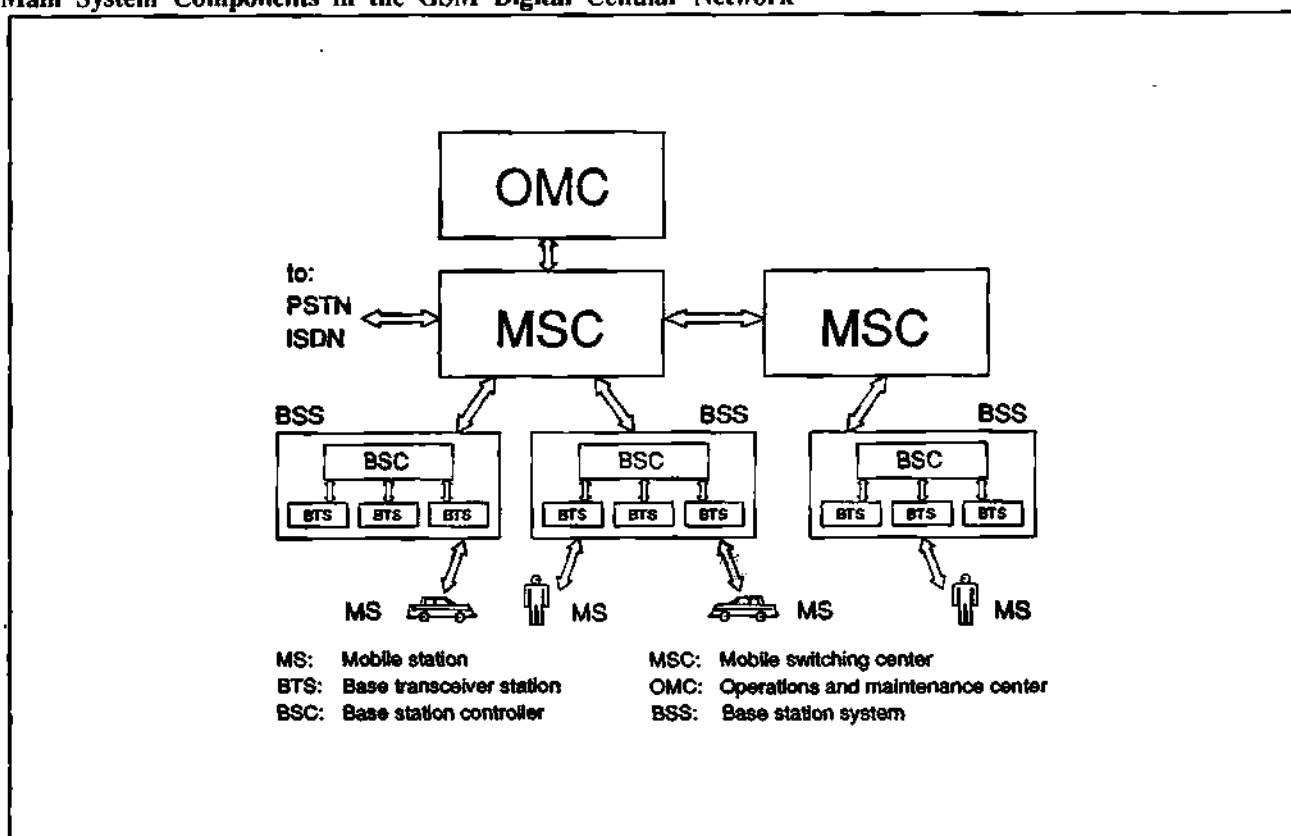 Main System Components in the GSM Digital Cellular Network
OMC
to:
PSTN
ISDN
MSC
MSC
BSS
BSS
BSS
BSC
BSC
BSC
BTS BTS BTS
BTS BTS BTS
BTS BTS BTS
MS
MS
MS
MS
MS: Mobile station
BTS: Base transceiver station
BSC: Base station controller
MSC: Mobile switching center
OMC: Operations and maintenance center
BSS: Base station system